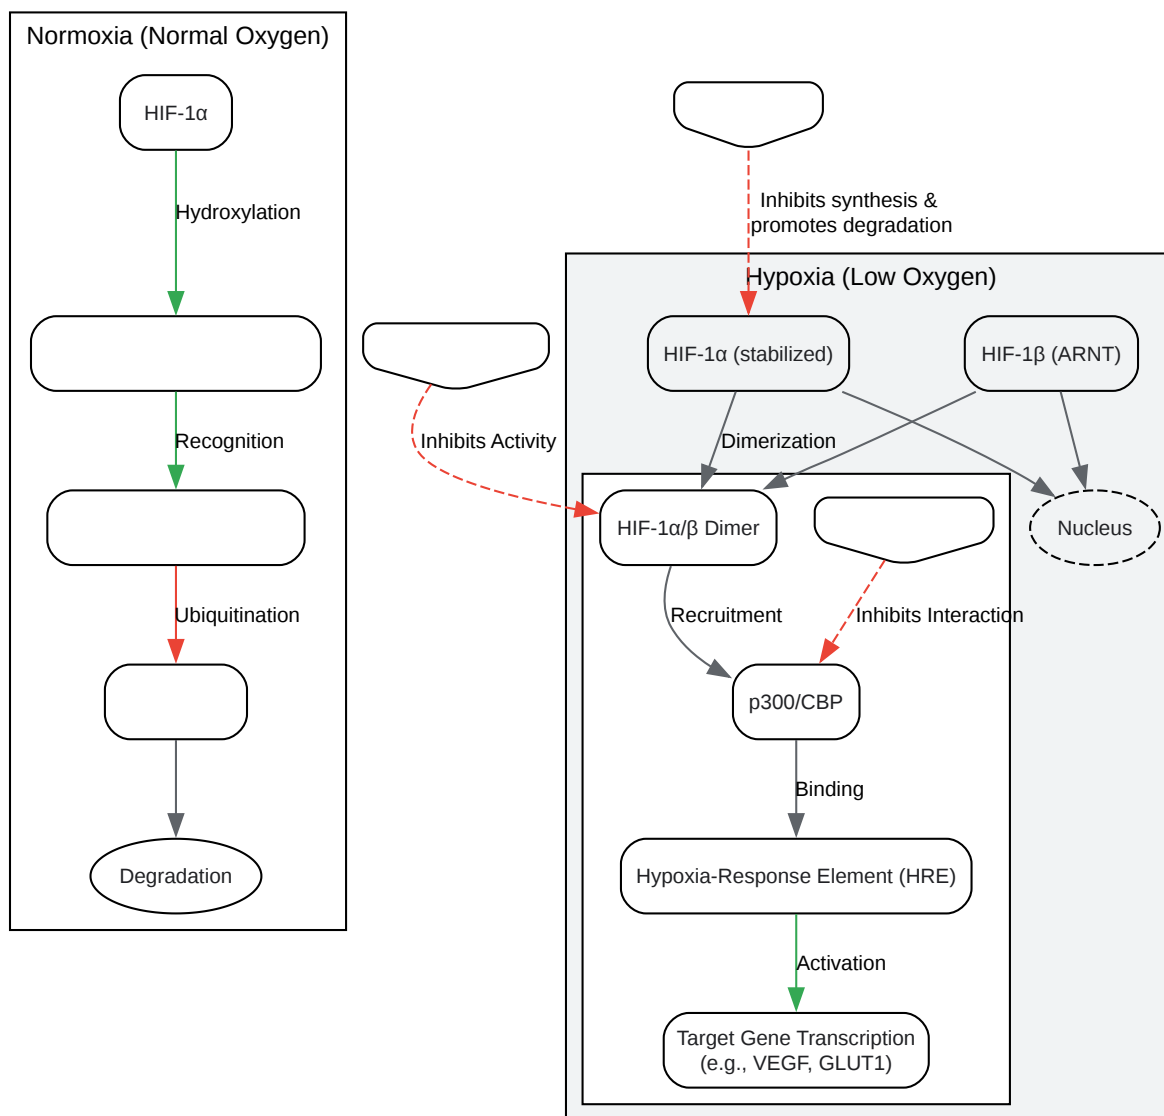 Normoxia (Normal Oxygen)
HIF-1α
Hydroxylation
Recognition
Ubiquitination
Degradation
Inhibits synthesis &
promotes degradation
Hypoxia (Low Oxygen)
HIF-1α (stabilized)
HIF-1β (ARNT)
Inhibits Activity
Dimerization
HIF-1α/β Dimer
Nucleus
Recruitment
Inhibits Interaction
p300/CBP
Binding
Hypoxia-Response Element (HRE)
Activation
Target Gene Transcription
(e.g., VEGF, GLUT1)